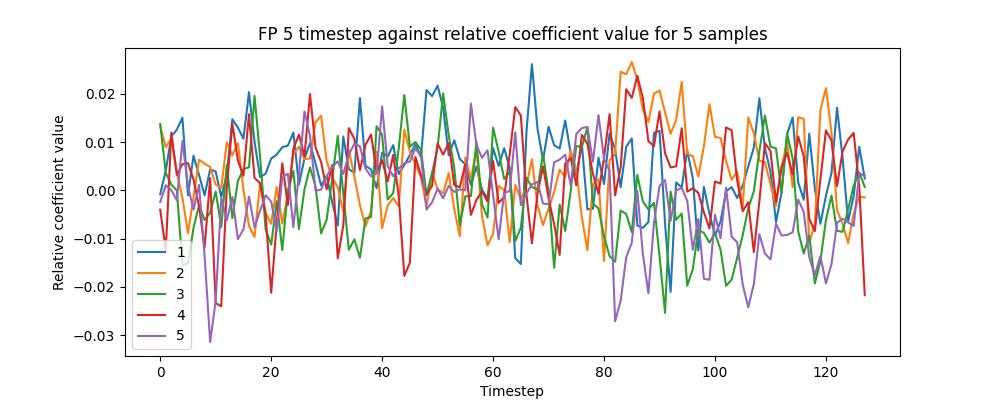 FP 5 timestep against relative coefficient value for 5 samples
Relative coefficient value
0.02
0.01
0.00
−0.01
−0.02
−0.03
1
2
3
4
5
0 20 40 60 80 100 120
Timestep